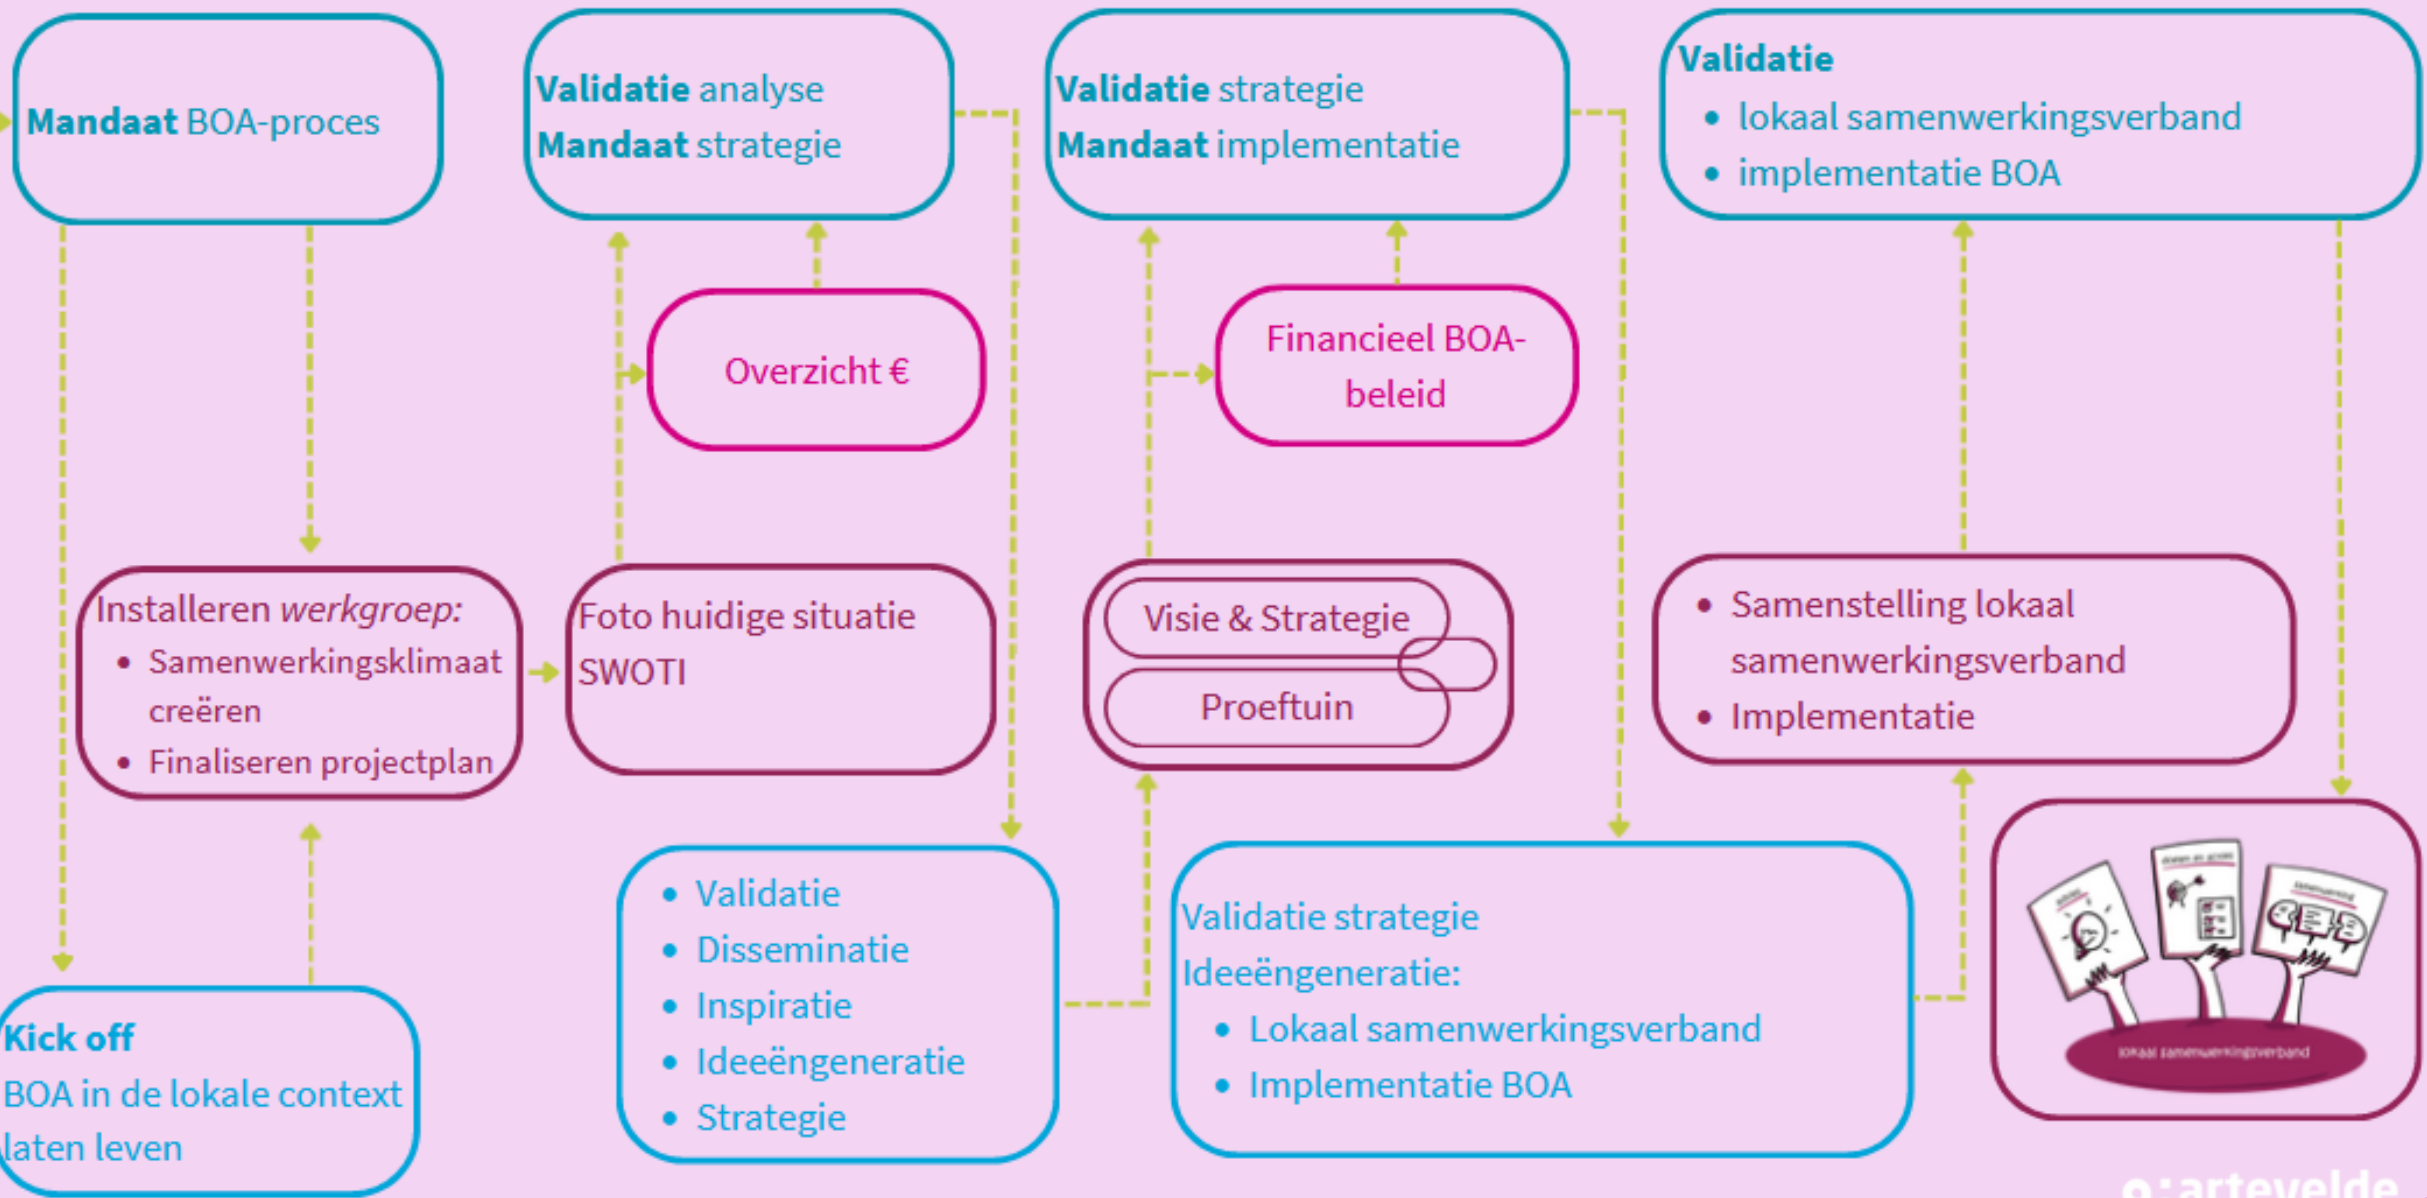 Mandaat BOA-proces
Validatie analyse
Mandaat strategie
Validatie strategie
Mandaat implementatie
Validatie
• lokaal samenwerkingsverband
• implementatie BOA
Overzicht €
Financieel BOA-
beleid
Installeren werkgroep:
• Samenwerkingsklimaat
creëren
• Finaliseren projectplan
Foto huidige situatie
SWOTI
Visie & Strategie
Proeftuin
• Samenstelling lokaal
samenwerkingsverband
• Implementatie
Kick off
BOA in de lokale context
laten leven
• Validatie
• Disseminatie
• Inspiratie
• Ideeëngeneratie
• Strategie
Validatie strategie
Ideeëngeneratie:
• Lokaal samenwerkingsverband
• Implementatie BOA
samenwerking
lokaal samenwerkingsverband
artevelde